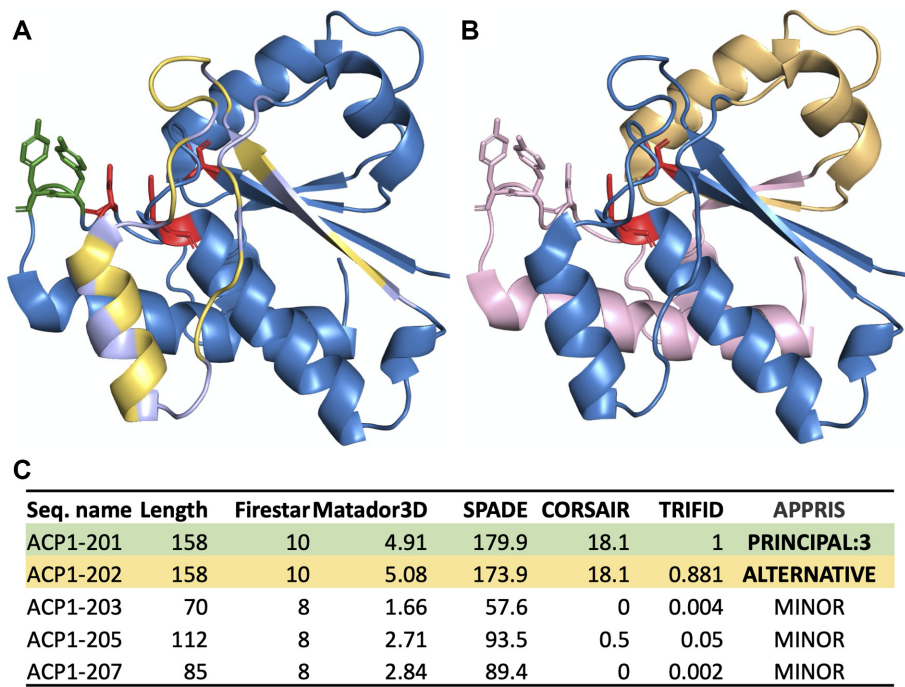 A B
C
Seq. name Length Firestar Matador3D SPADE CORSAIR TRIFID APPRIS
ACP1-201 158 10 4.91 179.9 18.1 1 PRINCIPAL:3
ACP1-202 158 10 5.08 173.9 18.1 0.881 ALTERNATIVE
ACP1-203 70 8 1.66 57.6 0 0.004 MINOR
ACP1-205 112 8 2.71 93.5 0.5 0.05 MINOR
ACP1-207 85 8 2.84 89.4 0 0.002 MINOR